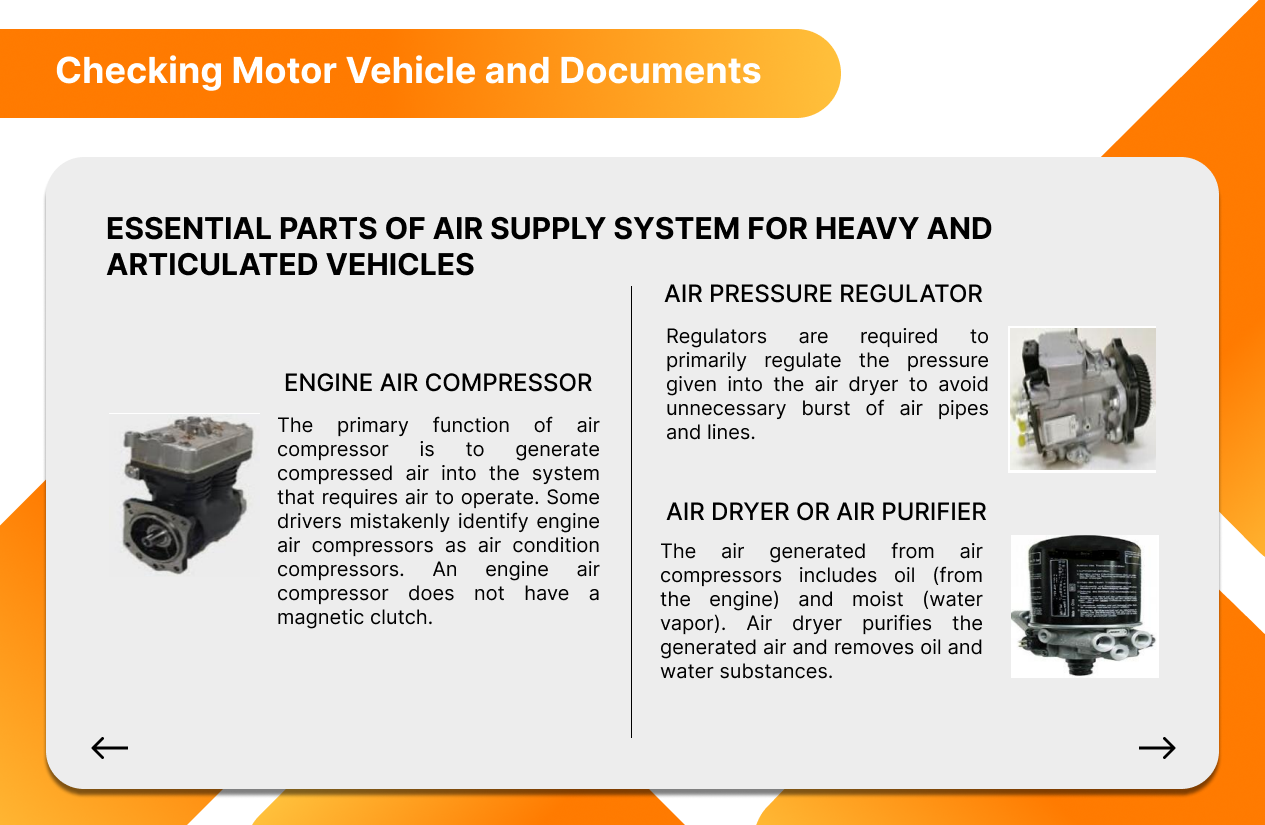 Checking Motor Vehicle and Documents
ESSENTIAL PARTS OF AIR SUPPLY SYSTEM FOR HEAVY AND
ARTICULATED VEHICLES
ENGINE AIR COMPRESSOR
The primary function of air
compressor is to generate
compressed air into the system
that requires air to operate. Some
drivers mistakenly identify engine
air compressors as air condition
compressors. An engine air
compressor does not have a
magnetic clutch.
AIR PRESSURE REGULATOR
Regulators are required to
primarily regulate the pressure
given into the air dryer to avoid
unnecessary burst of air pipes
and lines.
AIR DRYER OR AIR PURIFIER
The air generated from air
compressors includes oil (from
the engine) and moist (water
vapor). Air dryer purifies the
generated air and removes oil and
water substances.